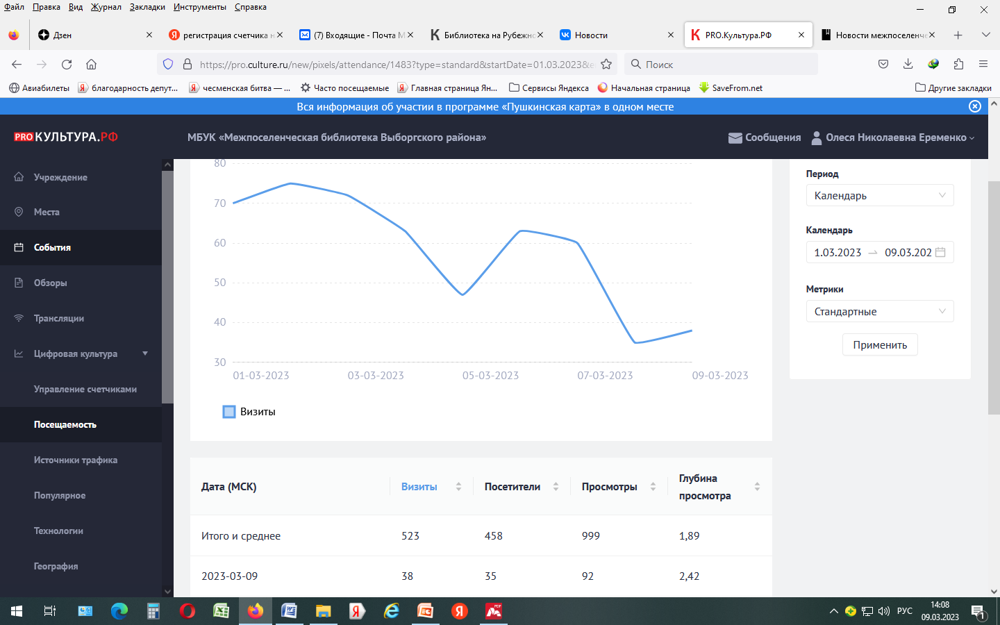 Файл Правка Вид Журнал Закладки Инструменты Справка
Дзен
регистрация счетчика н
(7) Входящие - Почта M
Библиотека на Рубежно
Новости
PRO.Культура.РФ
Новости межпоселенче
https://pro.culture.ru/new/pixels/attendance/1483?type=standard&startDate=01.03.2023&e
Поиск
Авиабилеты
благодарность депут...
чесменская битва — ...
Часто посещаемые
Главная страница Ян...
Сервисы Яндекса
Начальная страница
SaveFrom.net
Другие закладки
Вся информация об участии в программе «Пушкинская карта» в одном месте
PRO КУЛЬТУРА.РФ
МБУК «Межпоселенческая библиотека Выборгского района»
Сообщения
Олеся Николаевна Еременко
Учреждение
Места
События
Обзоры
Трансляции
Цифровая культура
Управление счетчиками
Посещаемость
Источники трафика
Популярное
Технологии
География
80
70
60
50
40
30
01-03-2023 03-03-2023 05-03-2023 07-03-2023 09-03-2023
Визиты
Период
Календарь
Календарь
1.03.2023 09.03.202
Метрики
Стандартные
Применить
Дата (МСК) Визиты Посетители Просмотры Глубина
просмотра
Итого и среднее 523 458 999 1,89
2023-03-09 38 35 92 2,42
РУС
14:08
09.03.2023
1